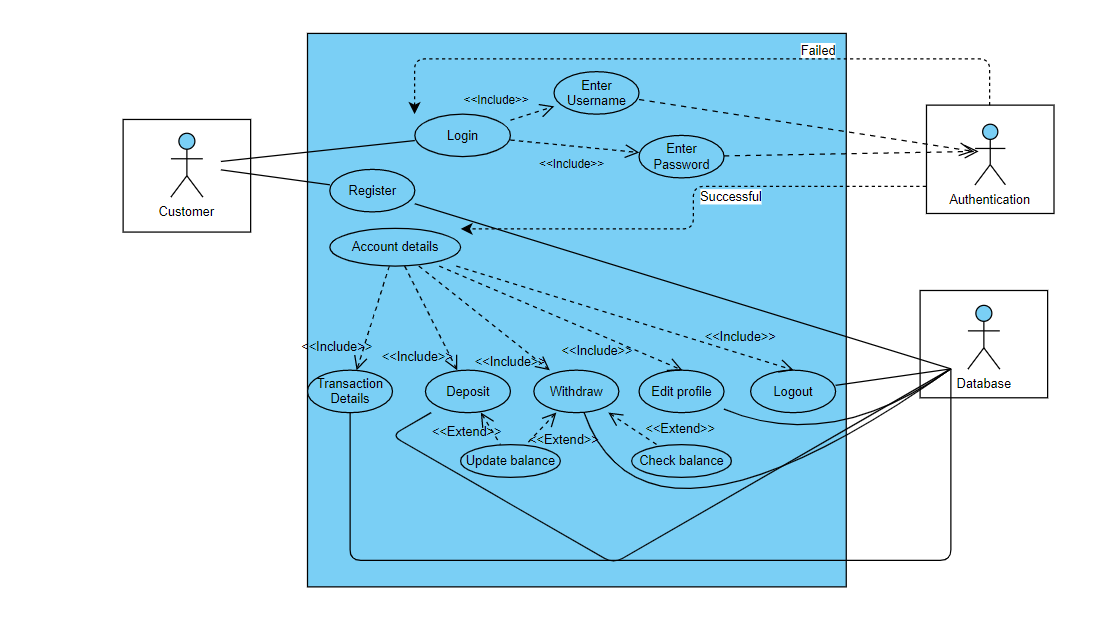 Failed
Enter
Username
<<Include>>
Login
Enter
Password
<<Include>>
Customer
Register
Successful
Authentication
Account details
<<Include>>
<<Include>>
<<Include>>
<<Include>>
<<Include>>
Transaction
Details
Deposit
Withdraw
Edit profile
Logout
Database
<<Extend>>
<<Extend>>
<<Extend>>
Update balance
Check balance